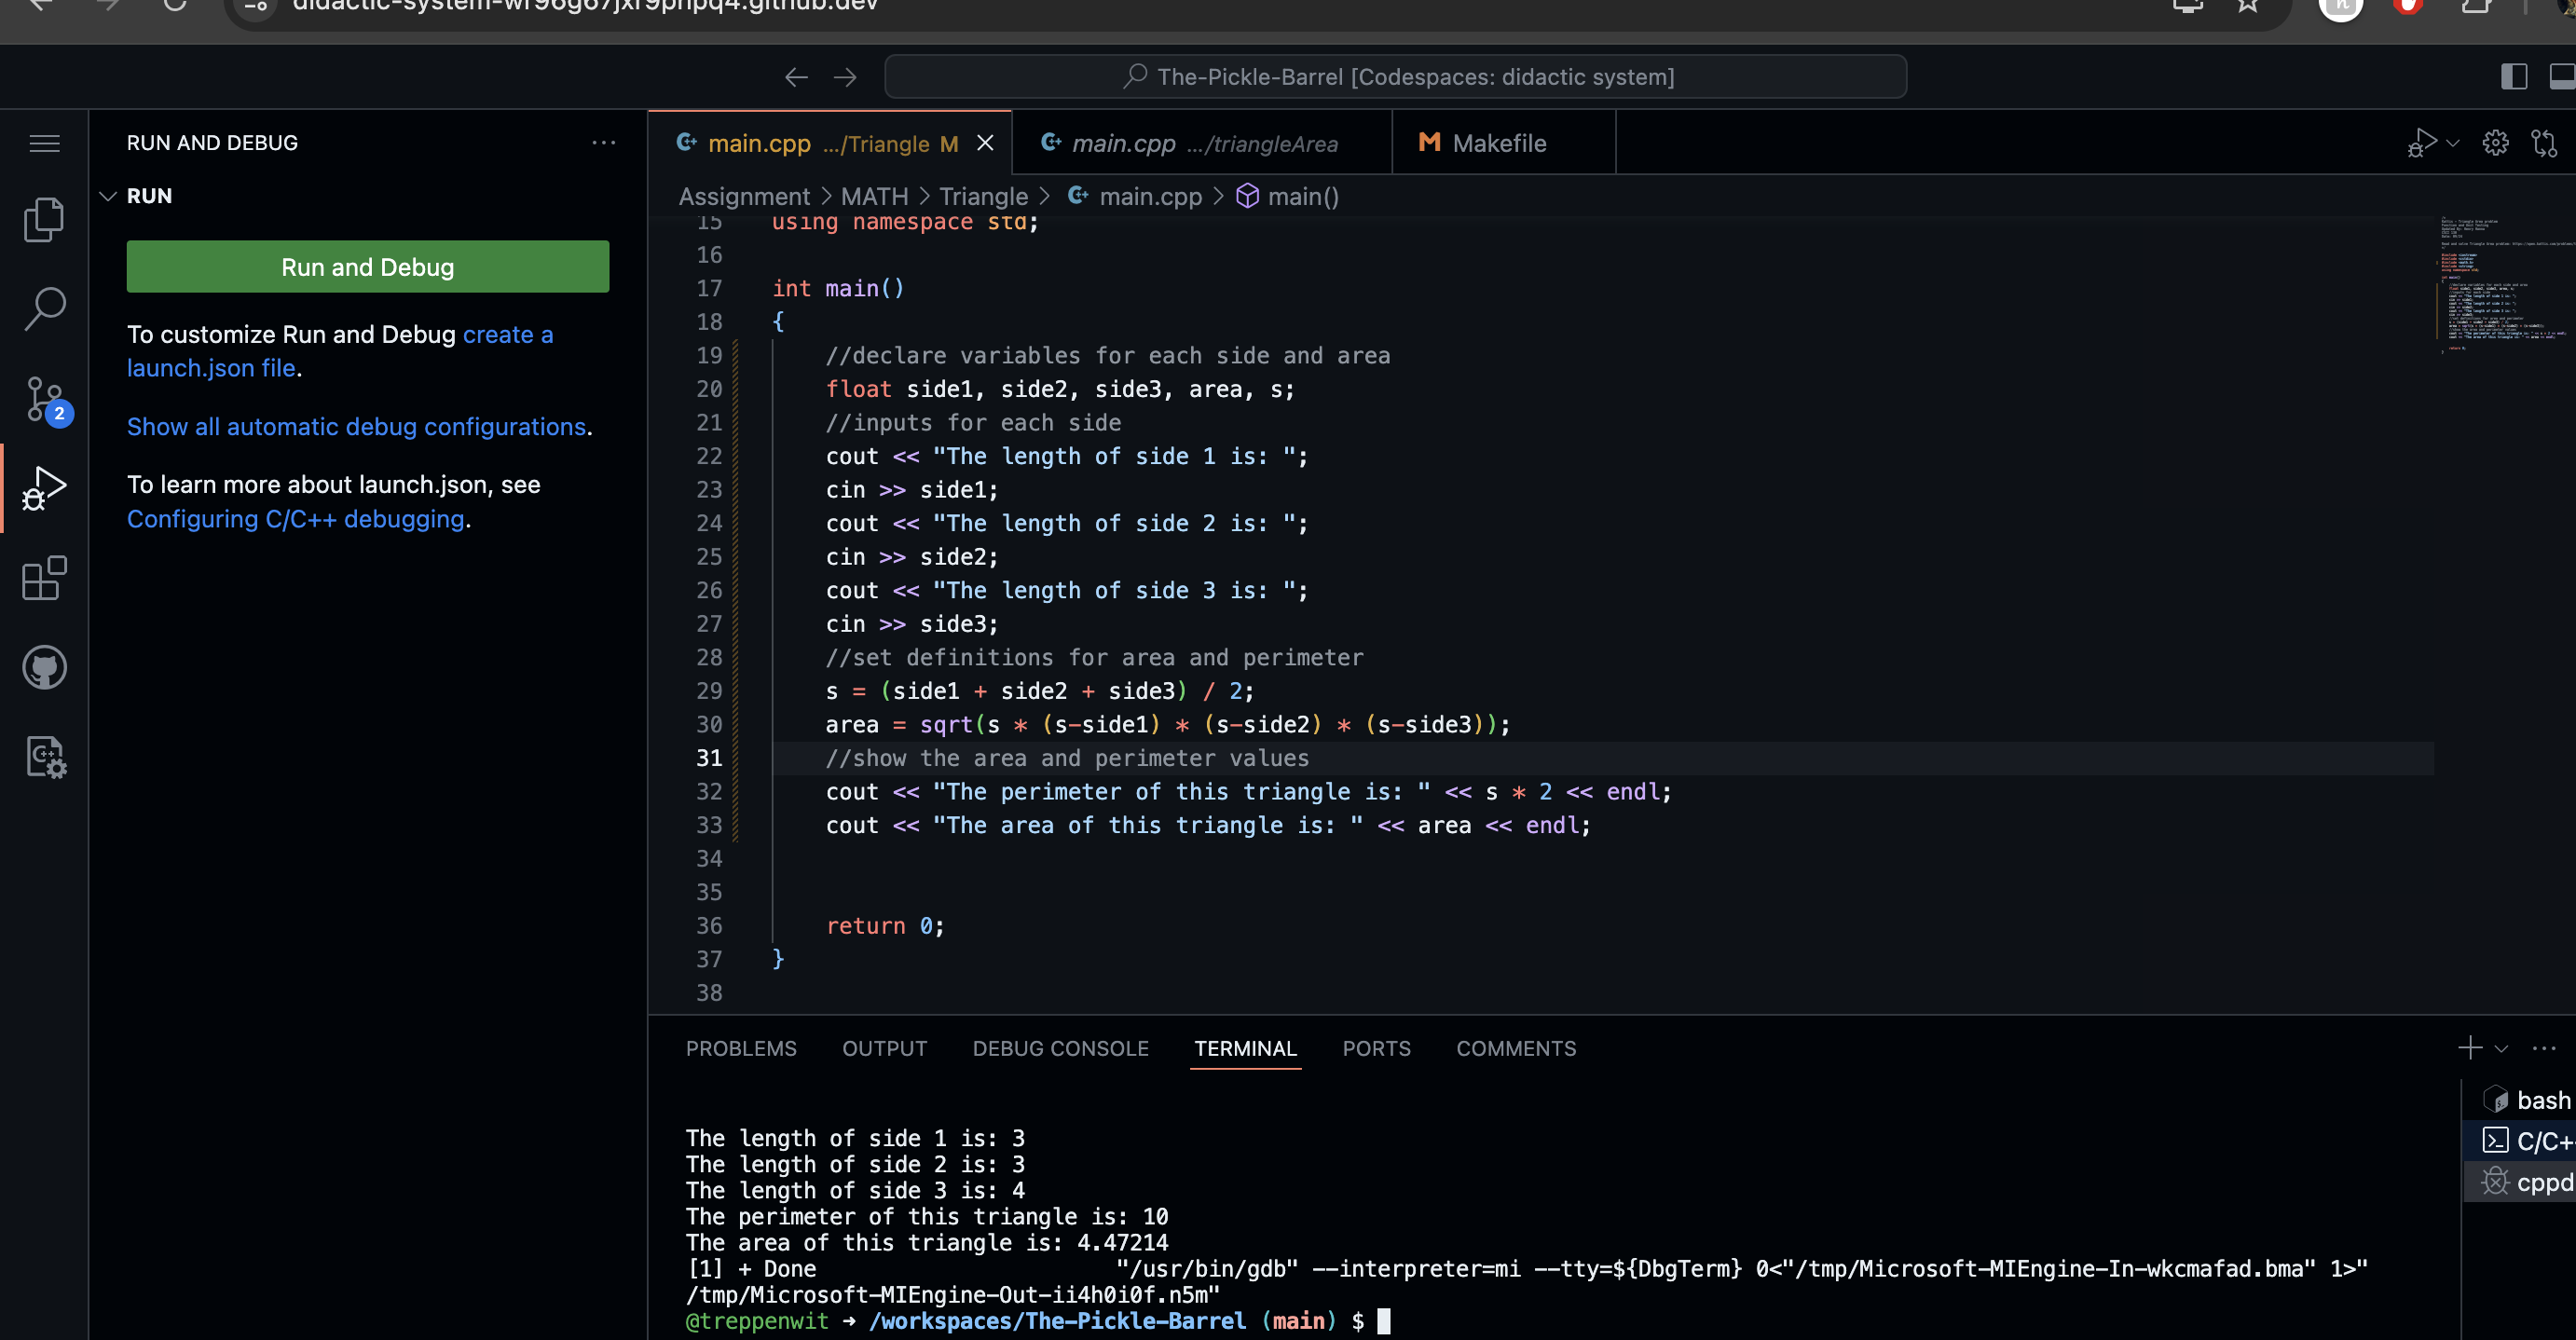 didactic-system-wr96g67jxr9phpq4.github.dev
The-Pickle-Barrel [Codespaces: didactic system]
RUN AND DEBUG
main.cpp .../Triangle M
main.cpp .../triangleArea
M Makefile
RUN
Assignment > MATH > Triangle > main.cpp > main()
Run and Debug
To customize Run and Debug create a
launch.json file.
Show all automatic debug configurations.
To learn more about launch.json, see
Configuring C/C++ debugging.
2
15 using namespace std;
16
17 int main()
18 {
19 //declare variables for each side and area
20 float side1, side2, side3, area, s;
21 //inputs for each side
22 cout << "The length of side 1 is: ";
23 cin >> side1;
24 cout << "The length of side 2 is: ";
25 cin >> side2;
26 cout << "The length of side 3 is: ";
27 cin >> side3;
28 //set definitions for area and perimeter
29 s = (side1 + side2 + side3) / 2;
30 area = sqrt(s * (s-side1) * (s-side2) * (s-side3));
31 //show the area and perimeter values
32 cout << "The perimeter of this triangle is: " << s * 2 << endl;
33 cout << "The area of this triangle is: " << area << endl;
34
35
36 return 0;
37 }
38
PROBLEMS OUTPUT DEBUG CONSOLE TERMINAL PORTS COMMENTS
The length of side 1 is: 3
The length of side 2 is: 3
The length of side 3 is: 4
The perimeter of this triangle is: 10
The area of this triangle is: 4.47214
[1] + Done "/usr/bin/gdb" --interpreter=mi --tty=${DbgTerm} 0<"/tmp/Microsoft-MIEngine-In-wkcmafad.bma" 1>"
/tmp/Microsoft-MIEngine-Out-ii4h0i0f.n5m"
@treppenwit ➜ /workspaces/The-Pickle-Barrel (main) $
bash
C/C+
cppd